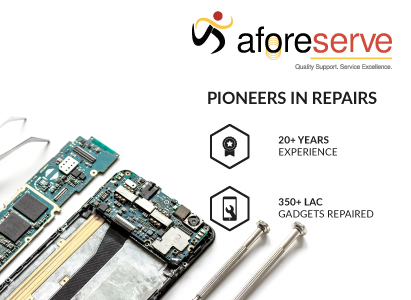 aforeserve
Quality Support. Service Excellence.
PIONEERS IN REPAIRS
20+ YEARS
EXPERIENCE
350+ LAC
GADGETS REPAIRED